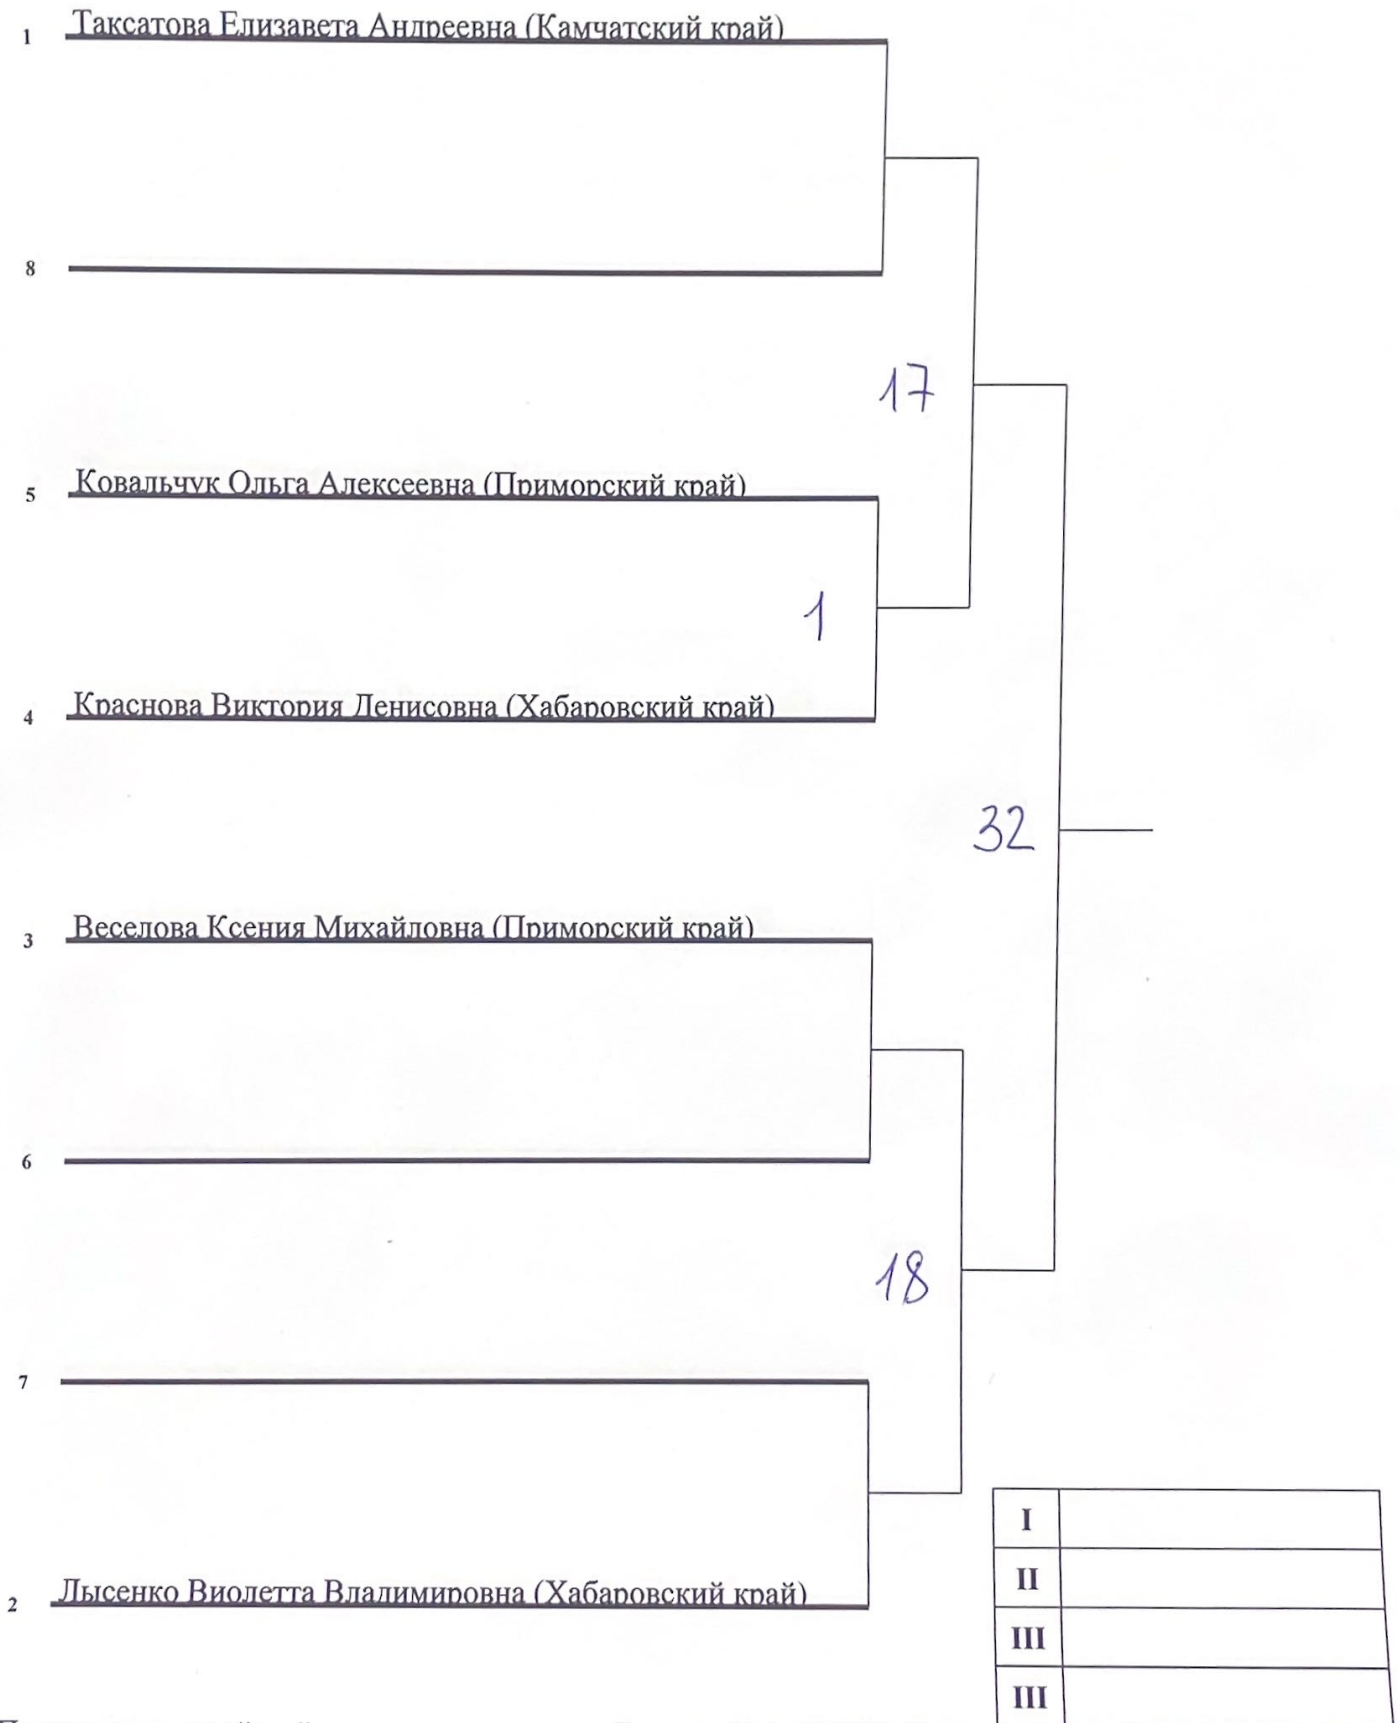 1 Таксатова Елизавета Андреевна (Камчатский край)
8
17
5 Ковальчук Ольга Алексеевна (Приморский край)
1
4 Краснова Виктория Денисовна (Хабаровский край)
32
3 Веселова Ксения Михайловна (Приморский край)
6
18
7
I
II
2 Лысенко Виолетта Владимировна (Хабаровский край)
III
III